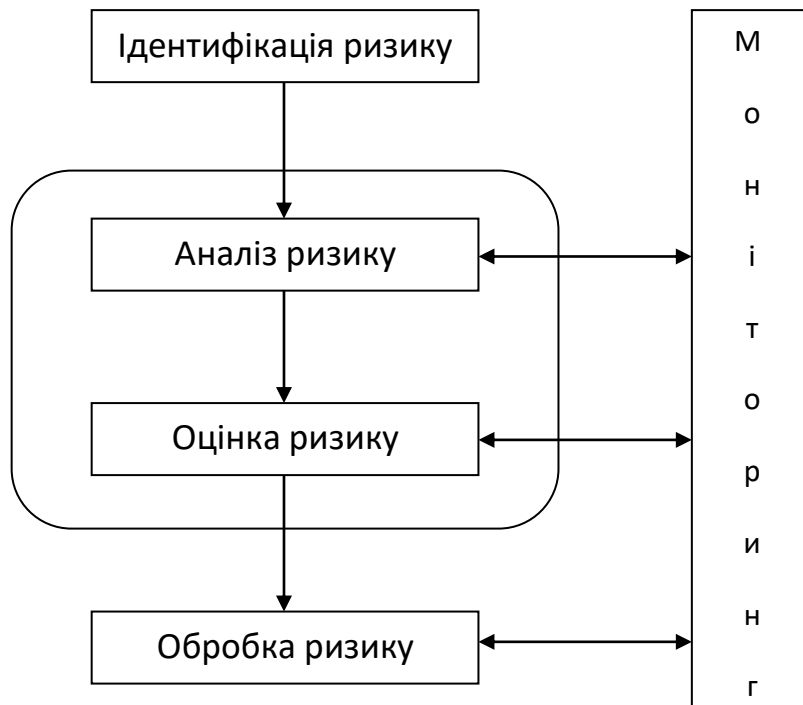 Ідентифікація ризику
Аналіз ризику
Оцінка ризику
Обробка ризику
М
о
н
і
т
о
р
и
н
г